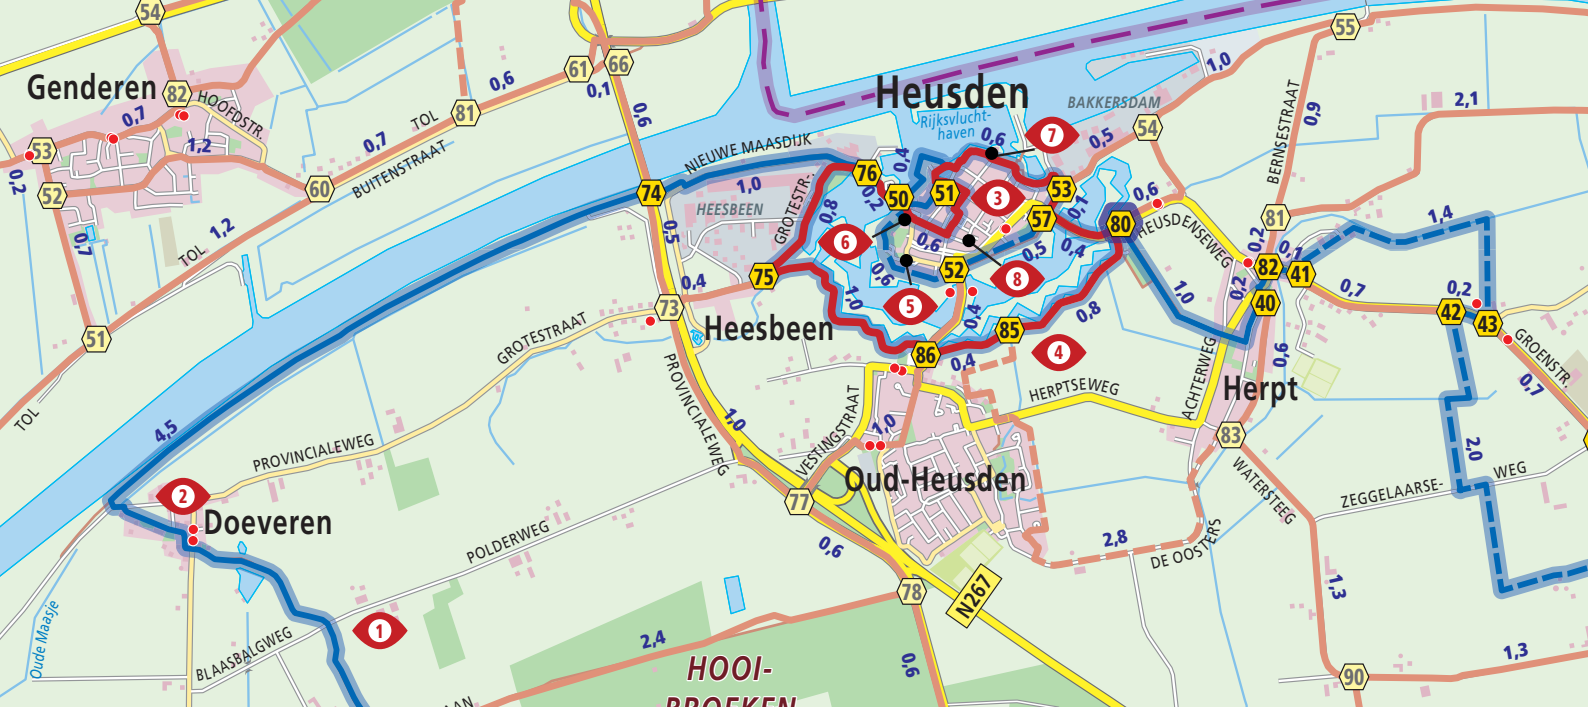 54
Genderen
82
HOOFDSTR.
0,7
53
0,2
52
1,2
0,7
60
BUITENSTRAAT
TOL
0,7
81
0,6
61
0,1
66
0,6
TOL
1,2
0,7
51
TOL
4,5
74
NIEUWE MAASDIJK
1,0
HEESBEEN
GROTESTR.
0,8
0,5
0,4
73
75
Heesbeen
GROTESTRAAT
PROVINCIALEWEG
PROVINCIALEWEG
1,0
Heusden
Rijksvlucht-
haven
BAKKERSDAM
1,0
55
54
0,5
0,6
7
0,4
76
0,2
50
51
3
53
57
0,1
80
0,6
6
0,6
0,5
0,4
52
8
5
0,6
1,0
0,4
85
0,8
4
86
0,4
HEUSDENSEWEG
BERNSESTRAAT
0,9
2,1
81
0,2
82
0,1
41
0,2
40
1,0
0,6
1,4
0,7
42
0,2
43
GROENSTR.
0,7
Herpt
ACHTERWEG
HERPTSEWEG
83
WATERSTEEG
ZEGGELAARSE-
WEG
2,0
VESTINGSTRAAT
1,0
Oud-Heusden
77
0,6
78
N267
0,6
2,8
DE OOSTERS
1,3
90
1,3
2
Doeveren
POLDERWEG
1
BLAASBALGWEG
Oude Maasje
2,4
HOOI-
BROEKEN